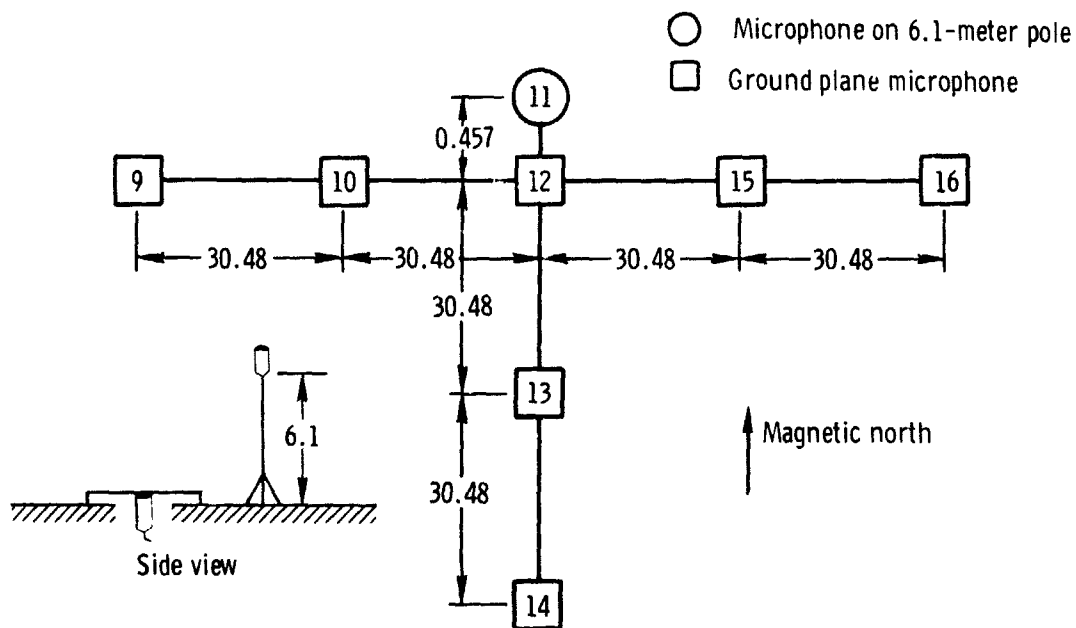 Microphone on 6.1-meter pole
Ground plane microphone
11
0.457
9 10 12 15 16
30.48 30.48 30.48 30.48
30.48
13
6.1
Magnetic north
30.48
Side view
14